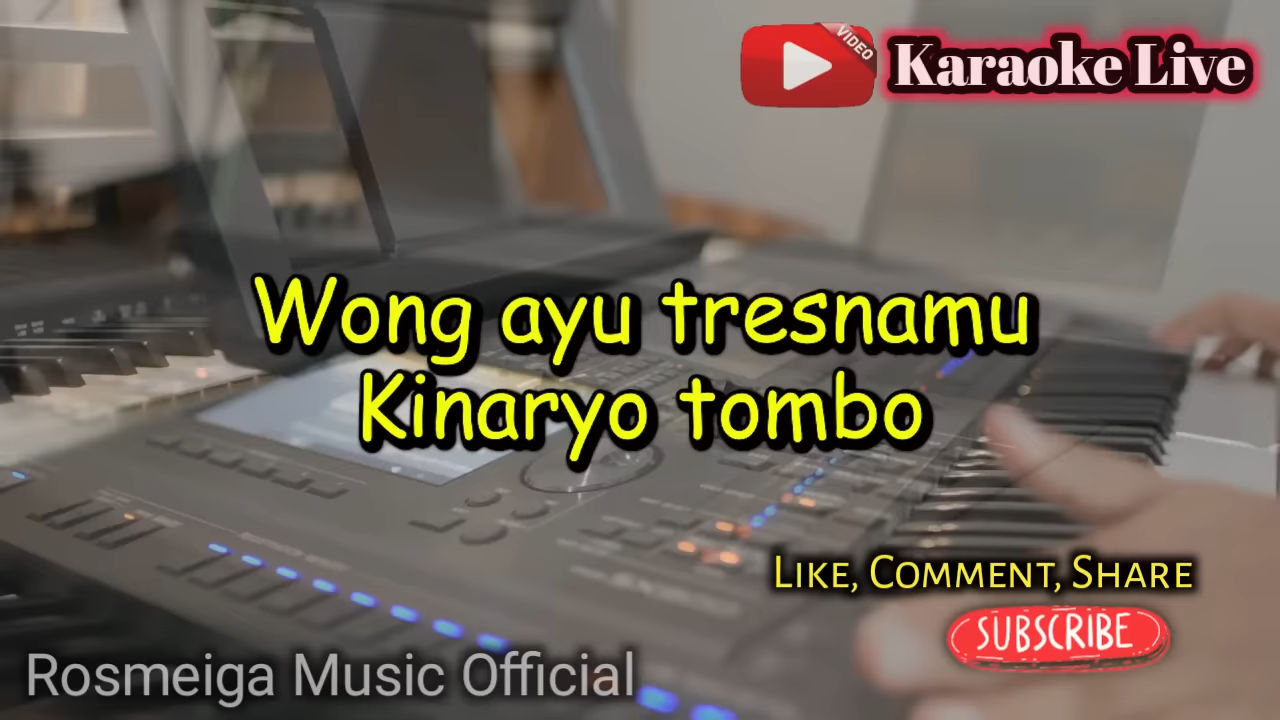 VIDEO
Karaoke Live
Wong ayu tresnamu
Kinaryo tombo
Like, Comment, Share
SUBSCRIBE
Rosmeiga Music Official